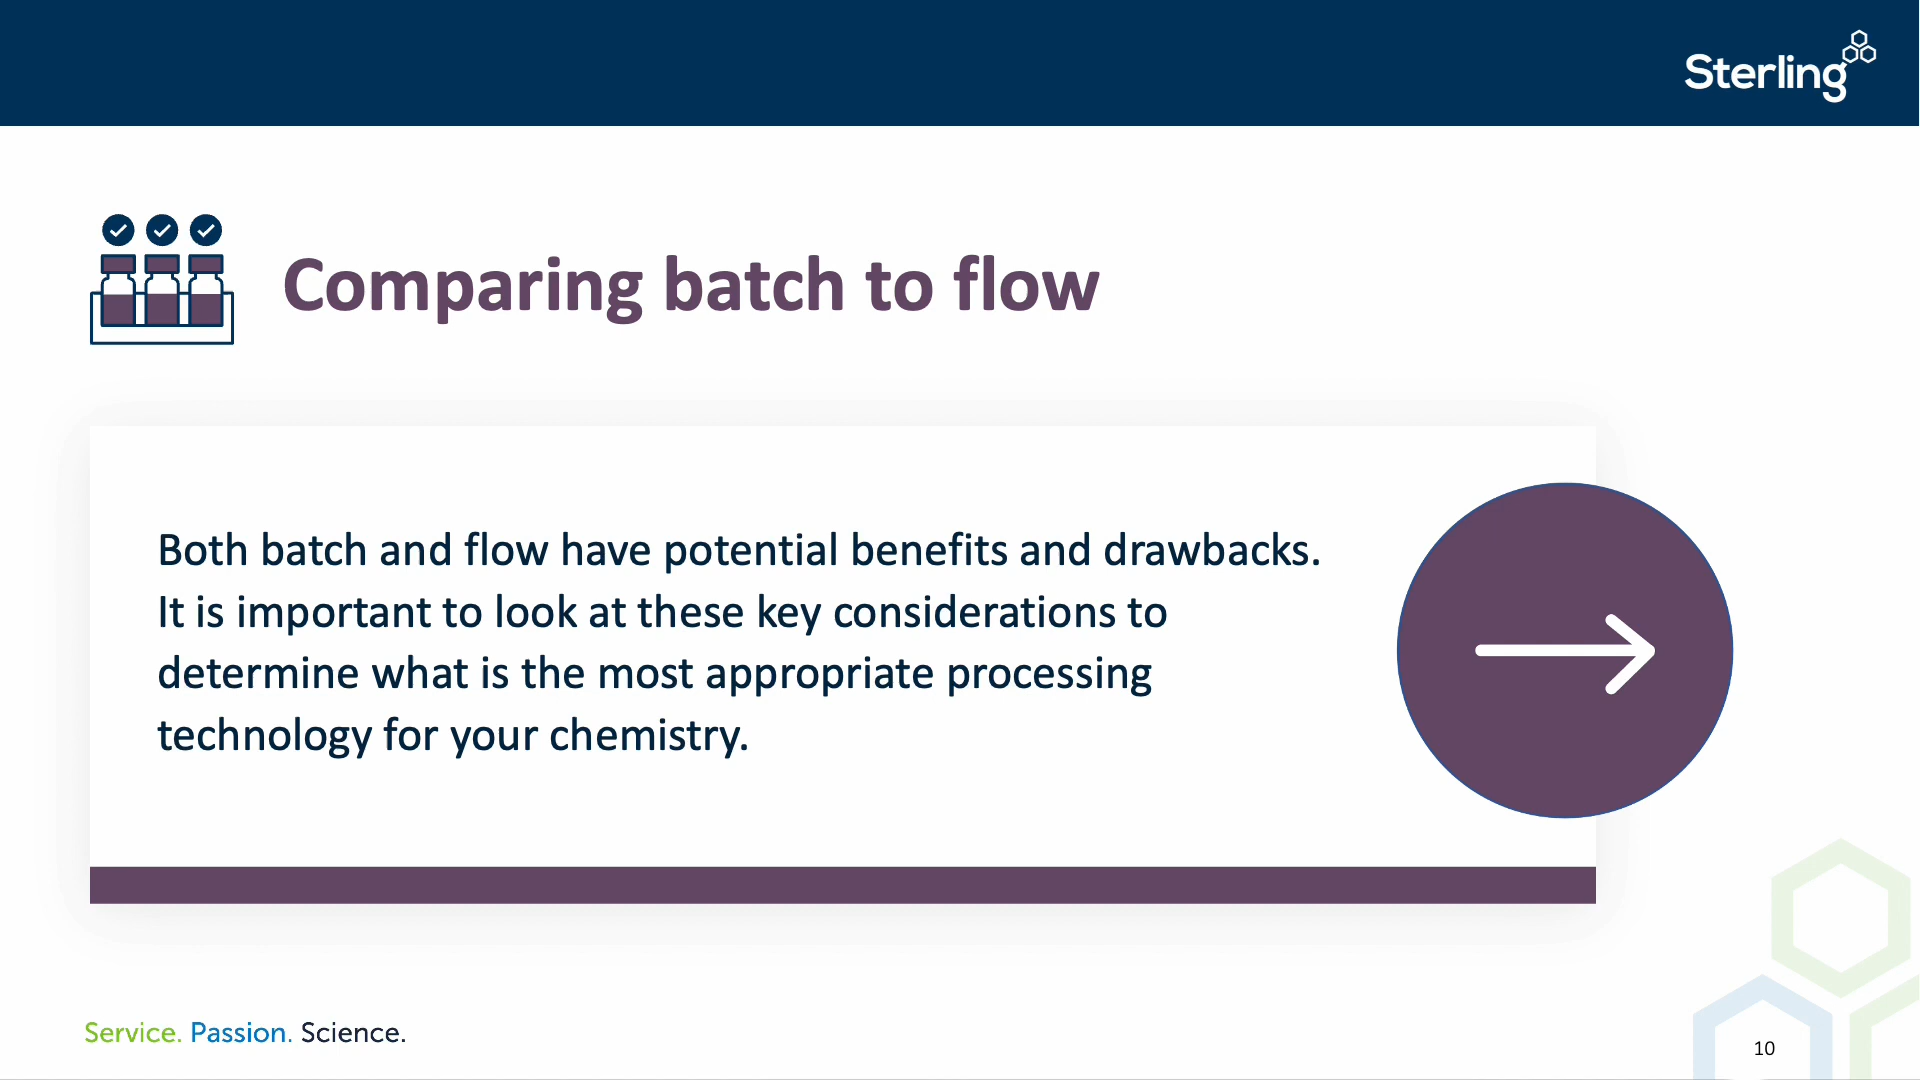 Sterling
Comparing batch to flow
Both batch and flow have potential benefits and drawbacks.
It is important to look at these key considerations to
determine what is the most appropriate processing
technology for your chemistry.
Service. Passion. Science.
10